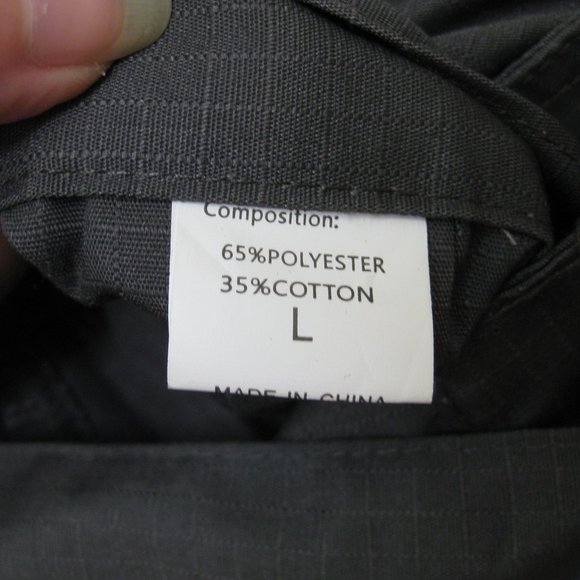 Composition:
65%POLYESTER
35%COTTON
L
MADE IN CHINA